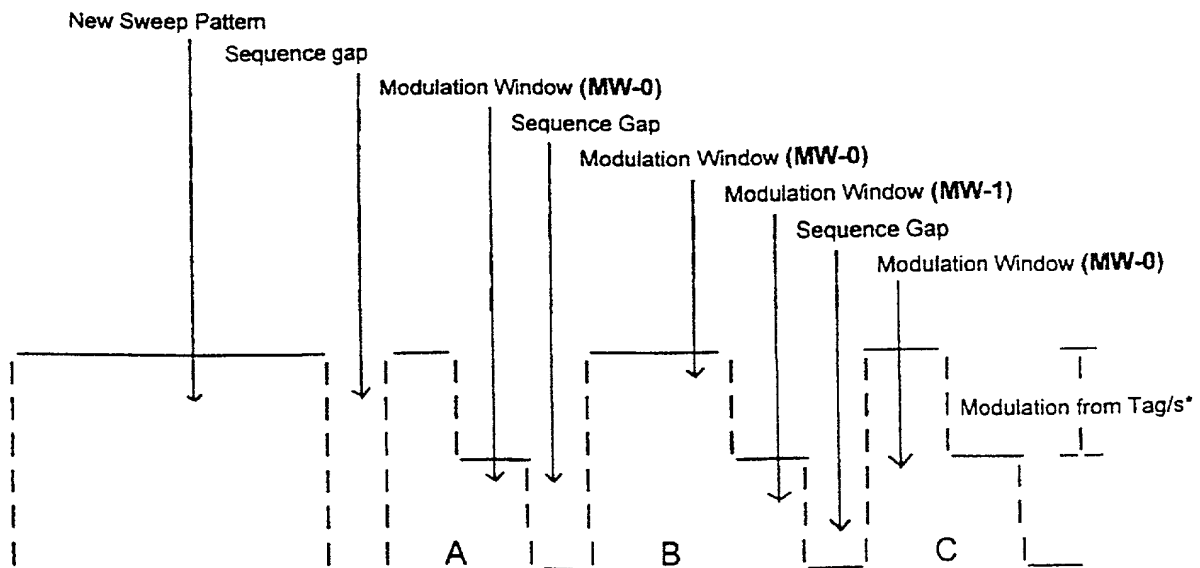 New Sweep Pattern
Sequence gap
Modulation Window (MW-0)
Sequence Gap
Modulation Window (MW-0)
Modulation Window (MW-1)
Sequence Gap
Modulation Window (MW-0)
Modulation from Tag/s*
A
B
C